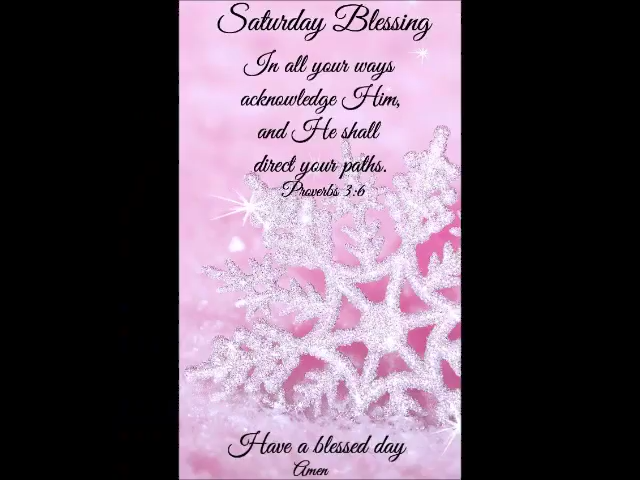 Saturday Blessing
In all your ways
acknowledge Him,
and He shall
direct your paths.
Proverbs 3:6
Have a blessed day
Amen